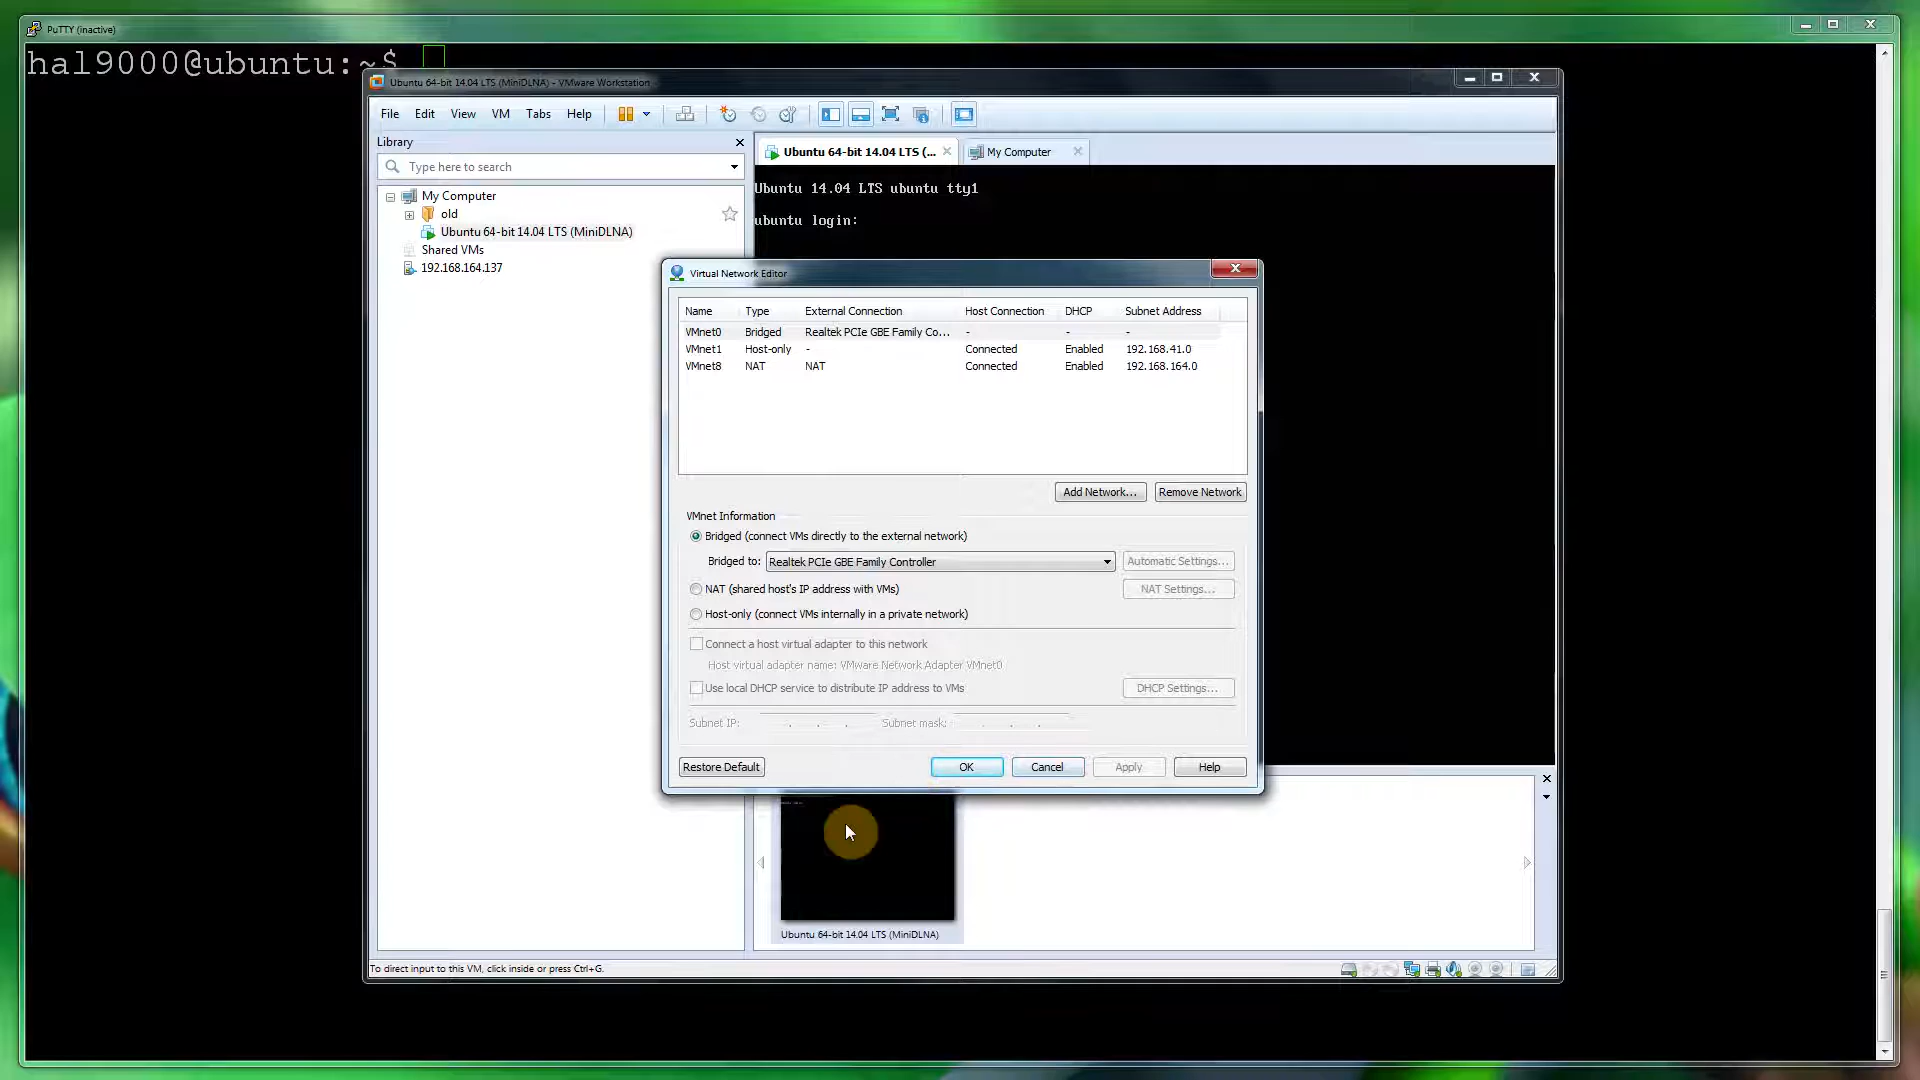 PuTTY (inactive)
hal9000@ubuntu:~$
Ubuntu 64-bit 14.04 LTS (MiniDLNA) - VMware Workstation
File Edit View VM Tabs Help
Library
Type here to search
My Computer
old
Ubuntu 64-bit 14.04 LTS (MiniDLNA)
Shared VMs
192.168.164.137
Ubuntu 64-bit 14.04 LTS (... My Computer
Ubuntu 14.04 LTS ubuntu tty1
ubuntu login:
Virtual Network Editor
Name Type External Connection Host Connection DHCP Subnet Address
VMnet0 Bridged Realtek PCIe GBE Family Co... - - -
VMnet1 Host-only - Connected Enabled 192.168.41.0
VMnet8 NAT NAT Connected Enabled 192.168.164.0
Add Network... Remove Network
VMnet Information
Bridged (connect VMs directly to the external network)
Bridged to: Realtek PCIe GBE Family Controller Automatic Settings...
NAT (shared host's IP address with VMs) NAT Settings...
Host-only (connect VMs internally in a private network)
Connect a host virtual adapter to this network
Host virtual adapter name: VMware Network Adapter VMnet0
Use local DHCP service to distribute IP address to VMs DHCP Settings...
Subnet IP: . . . Subnet mask: . . .
Restore Default OK Cancel Apply Help
Ubuntu 64-bit 14.04 LTS (MiniDLNA)
To direct input to this VM, click inside or press Ctrl+G.